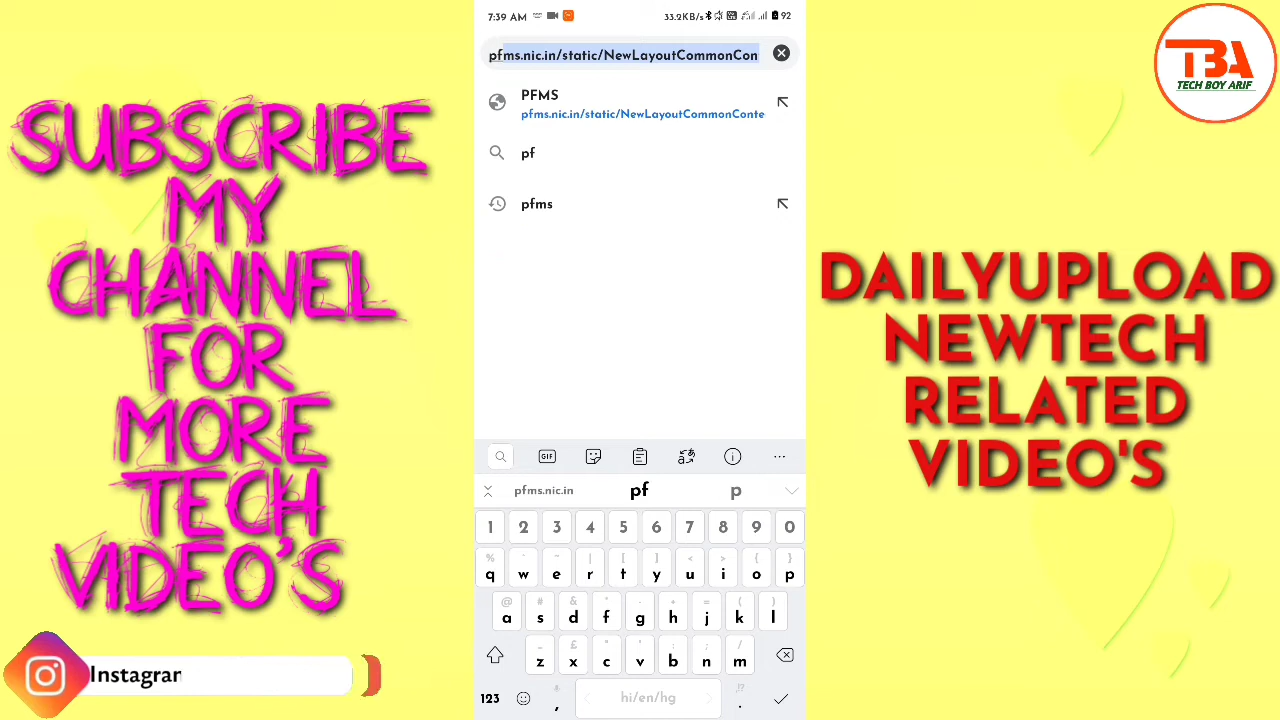 SUBSCRIBE
MY
CHANNEL
FOR
MORE
TECH
VIDEO'S
Instagrar
7:39 AM
33.2KB/s
92
pfms.nic.in/static/NewLayoutCommonCon
PFMS
pfms.nic.in/static/NewLayoutCommonConte
pf
pfms
GIF
pfms.nic.in pf p
1 2 3 4 5 6 7 8 9 0
q w e r t y u i o p
a s d f g h j k l
z x c v b n m
123 , hi/en/hg .
TBA
TECH BOY ARIF
DAILYUPLOAD
NEWTECH
RELATED
VIDEO'S